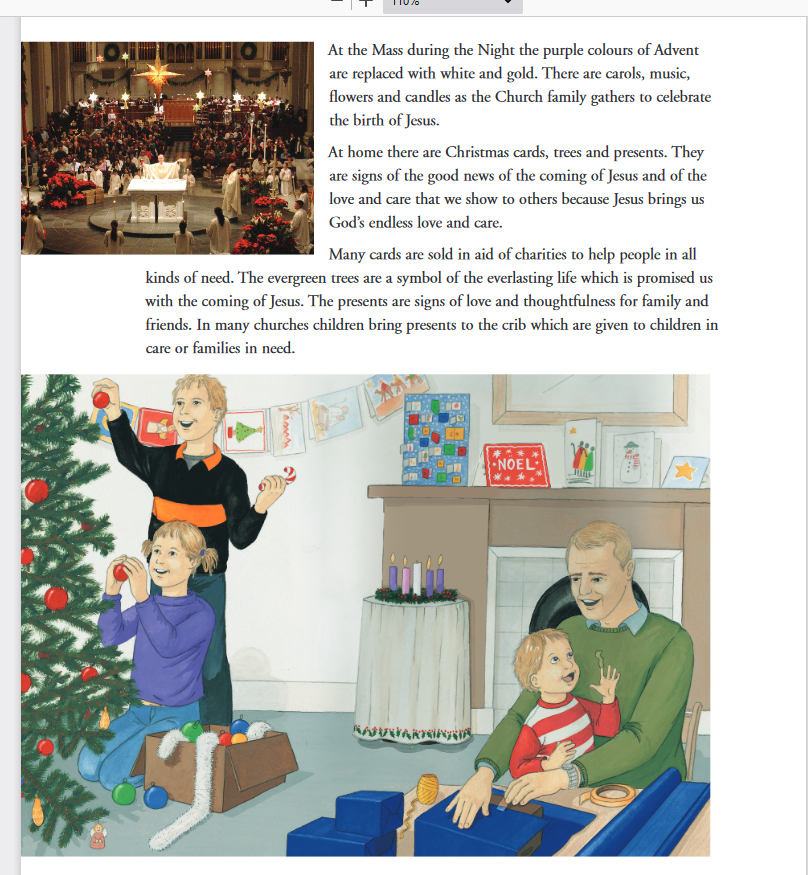 110%
At the Mass during the Night the purple colours of Advent
are replaced with white and gold. There are carols, music,
flowers and candles as the Church family gathers to celebrate
the birth of Jesus.
At home there are Christmas cards, trees and presents. They
are signs of the good news of the coming of Jesus and of the
love and care that we show to others because Jesus brings us
God’s endless love and care.
Many cards are sold in aid of charities to help people in all
kinds of need. The evergreen trees are a symbol of the everlasting life which is promised us
with the coming of Jesus. The presents are signs of love and thoughtfulness for family and
friends. In many churches children bring presents to the crib which are given to children in
care or families in need.
·NOEL·